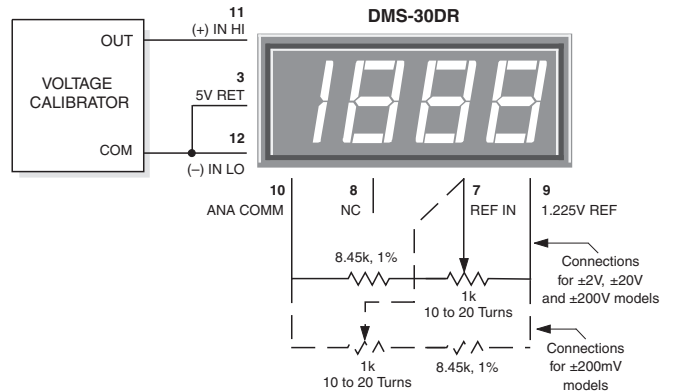 DMS-30DR
11
(+) IN HI
OUT
VOLTAGE
CALIBRATOR
3
5V RET
COM
12
(–) IN LO
1888
10
ANA COMM
8
NC
7
REF IN
9
1.225V REF
8.45k, 1%
1k
10 to 20 Turns
Connections
for ±2V, ±20V
and ±200V models
1k
10 to 20 Turns
8.45k, 1%
Connections
for ±200mV
models